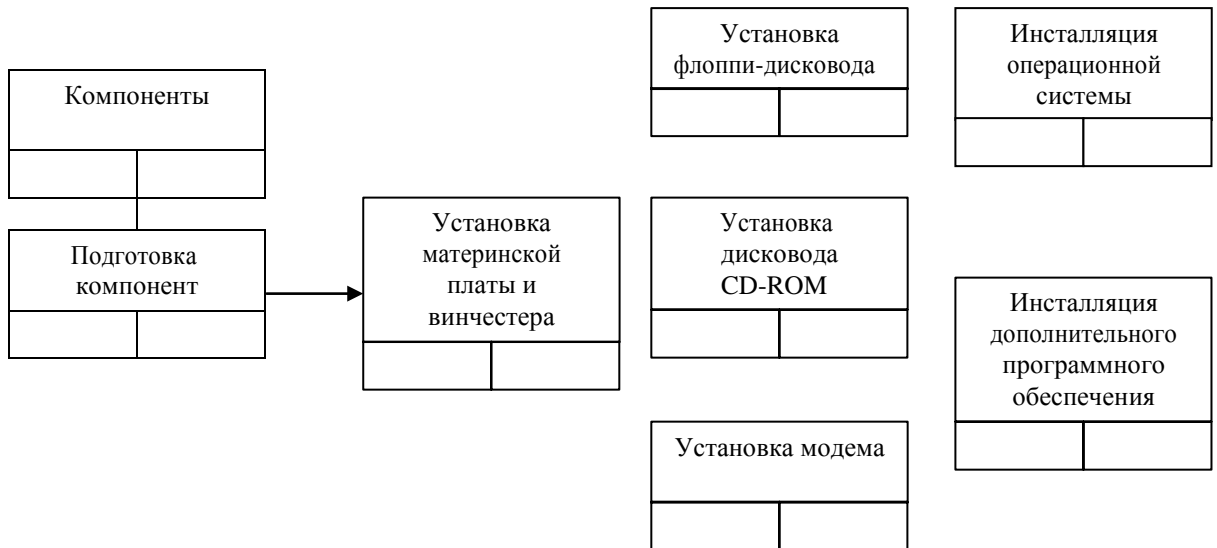 Компоненты
Подготовка
компонент
Установка
материнской
платы и
винчестера
Установка
флоппи-дисковода
Установка
дисковода
CD-ROM
Установка модема
Инсталляция
операционной
системы
Инсталляция
дополнительного
программного
обеспечения